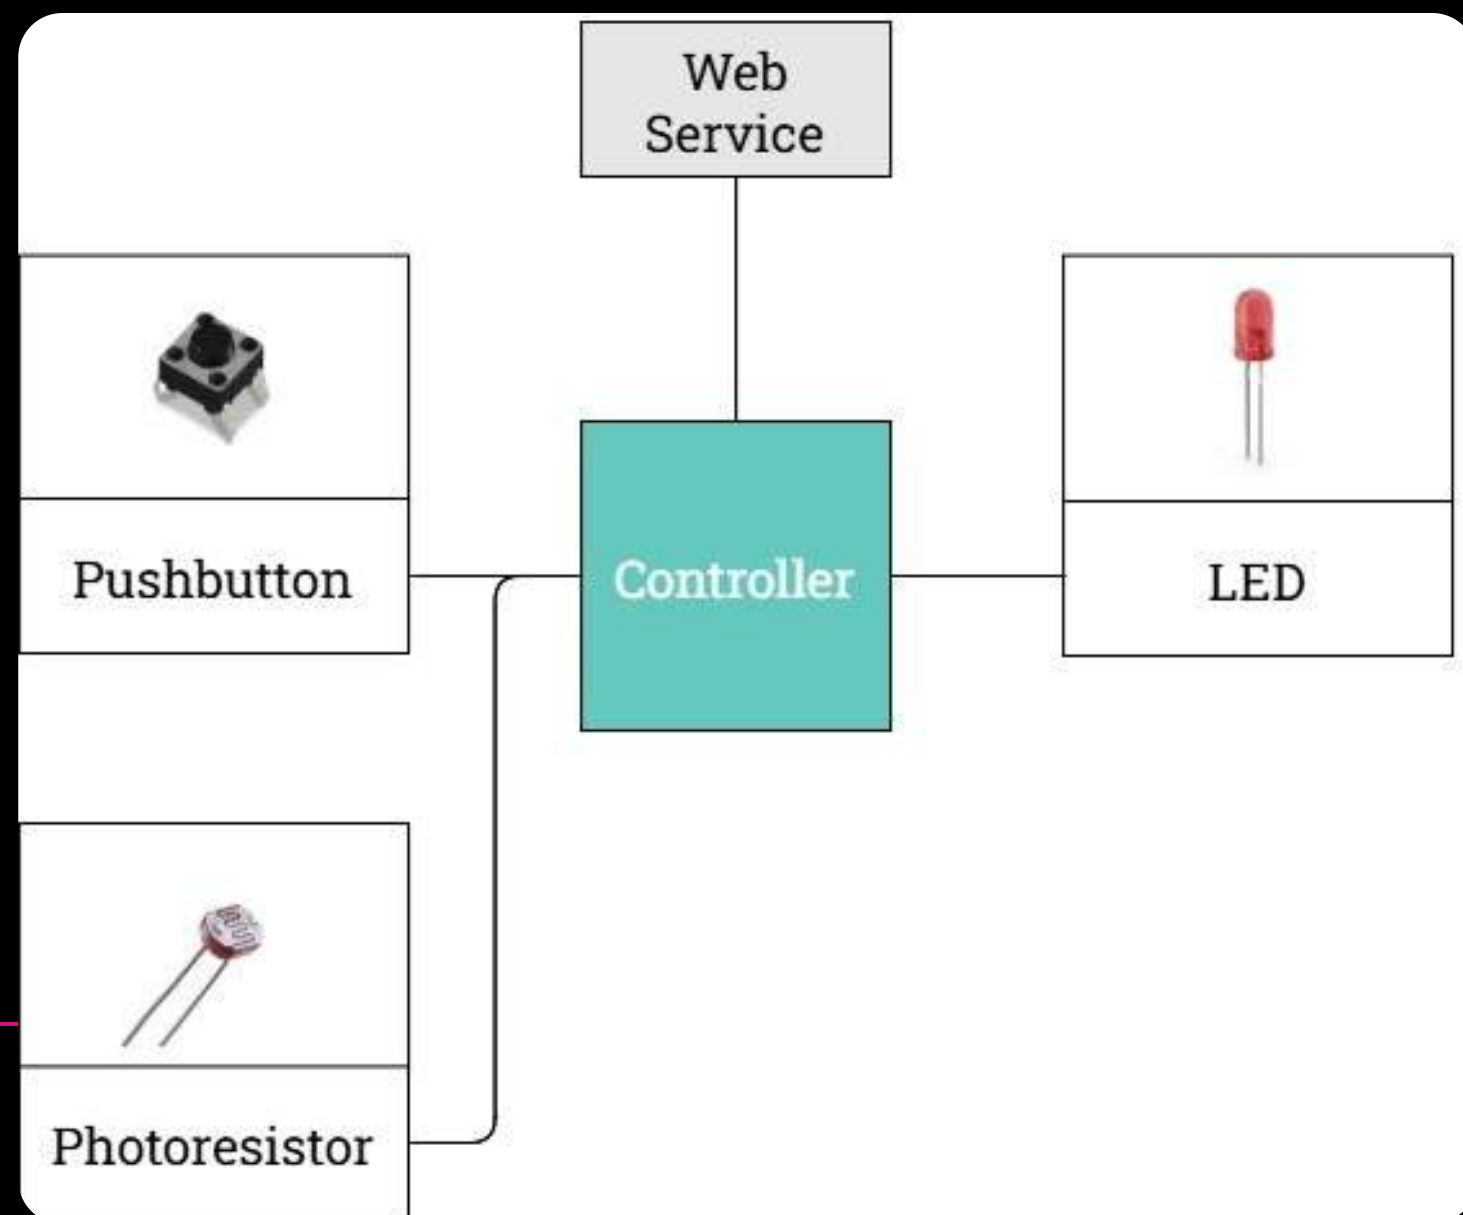 Web
Service
Pushbutton
Controller
LED
Photoresistor